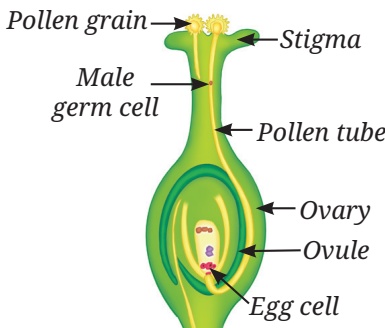 Pollen grain
Stigma
Male
germ cell
Pollen tube
Ovary
Ovule
Egg cell